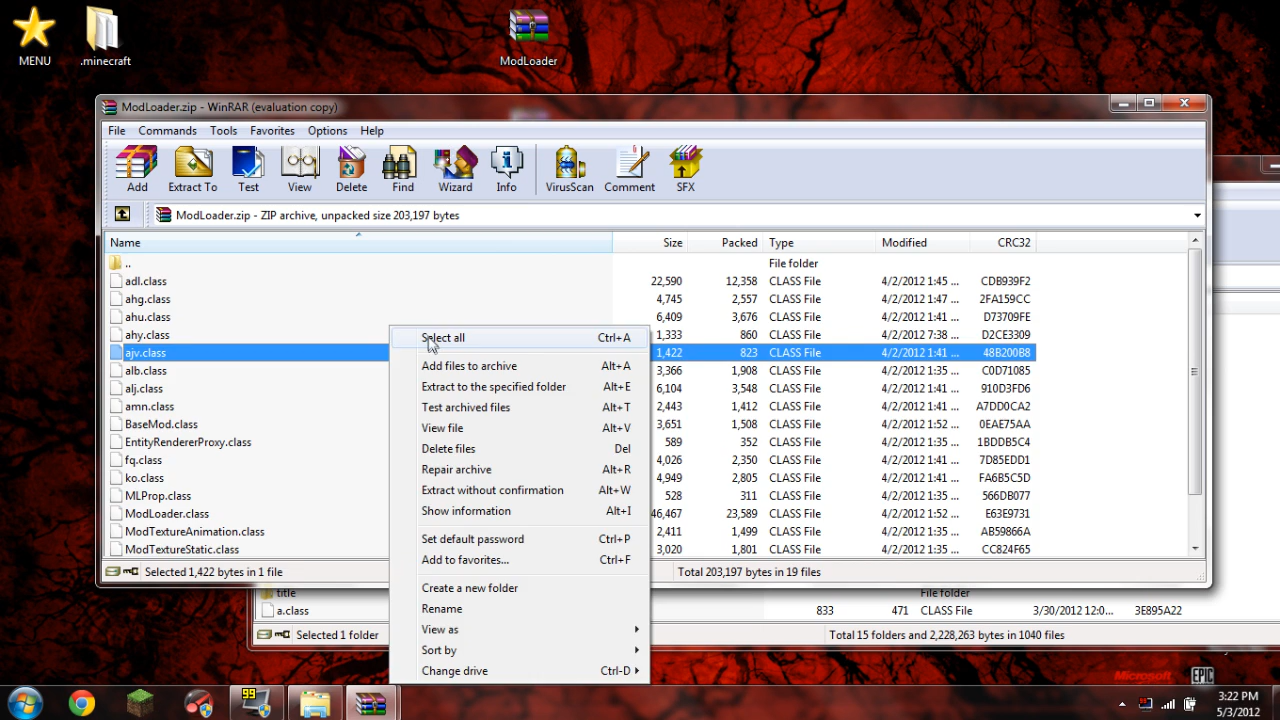 MENU
.minecraft
ModLoader
ModLoader.zip - WinRAR (evaluation copy)
File Commands Tools Favorites Options Help
Add Extract To Test View Delete Find Wizard Info VirusScan Comment SFX
ModLoader.zip - ZIP archive, unpacked size 203,197 bytes
Name Size Packed Type Modified CRC32
.. File folder
adl.class 22,590 12,358 CLASS File 4/2/2012 1:45 ... CDB939F2
ahg.class 4,745 2,557 CLASS File 4/2/2012 1:47 ... 2FA159CC
ahu.class 6,409 3,676 CLASS File 4/2/2012 1:41 ... D73709FE
ahy.class 1,333 860 CLASS File 4/2/2012 7:38 ... D2CE3309
ajv.class 1,422 823 CLASS File 4/2/2012 1:41 ... 48B200B8
alb.class 3,366 1,908 CLASS File 4/2/2012 1:35 ... C0D71085
alj.class 6,104 3,548 CLASS File 4/2/2012 1:41 ... 910D3FD6
amn.class 2,443 1,412 CLASS File 4/2/2012 1:41 ... A7DD0CA2
BaseMod.class 3,651 1,508 CLASS File 4/2/2012 1:52 ... 0EAE75AA
EntityRendererProxy.class 589 352 CLASS File 4/2/2012 1:35 ... 1BDDB5C4
fq.class 4,026 2,350 CLASS File 4/2/2012 1:41 ... 7D85EDD1
ko.class 4,949 2,805 CLASS File 4/2/2012 1:41 ... FA6B5C5D
MLProp.class 528 311 CLASS File 4/2/2012 1:35 ... 566DB077
ModLoader.class 46,467 23,589 CLASS File 4/2/2012 1:52 ... E63E9731
ModTextureAnimation.class 2,411 1,499 CLASS File 4/2/2012 1:35 ... AB59866A
ModTextureStatic.class 3,020 1,801 CLASS File 4/2/2012 1:35 ... CC824F65
Selected 1,422 bytes in 1 file Total 203,197 bytes in 19 files
Select all Ctrl+A
Add files to archive Alt+A
Extract to the specified folder Alt+E
Test archived files Alt+T
View file Alt+V
Delete files Del
Repair archive Alt+R
Extract without confirmation Alt+W
Show information Alt+I
Set default password Ctrl+P
Add to favorites... Ctrl+F
Create a new folder
Rename
View as
Sort by
Change drive Ctrl-D
title File folder
a.class 833 471 CLASS File 3/30/2012 12:0... 3E895A22
Selected 1 folder Total 15 folders and 2,228,263 bytes in 1040 files
Microsoft EPIC
99
3:22 PM
5/3/2012